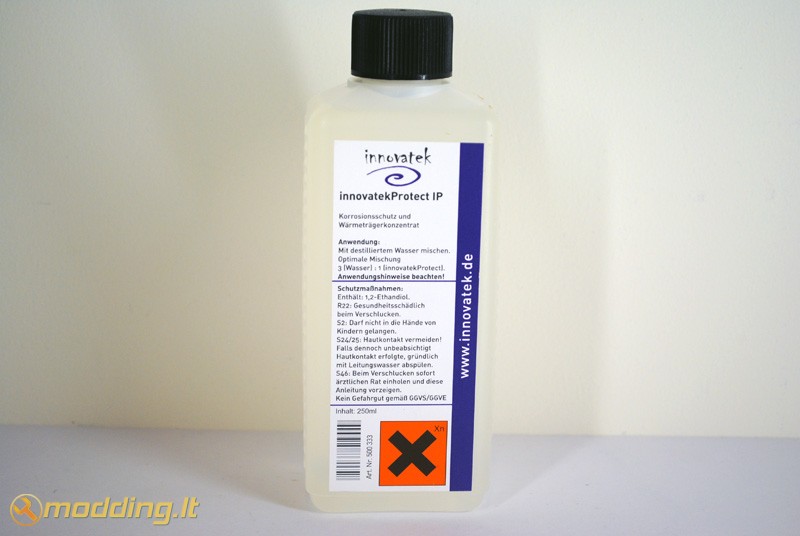 innovatek
innovatekProtect IP
Korrosionsschutz und
Wärmeträgerkonzentrat
Anwendung:
Mit destilliertem Wasser mischen.
Optimale Mischung
3 (Wasser) : 1 (innovatekProtect).
Anwendungshinweise beachten!
Schutzmaßnahmen:
Enthält: 1,2-Ethandiol.
R22: Gesundheitsschädlich
beim Verschlucken.
S2: Darf nicht in die Hände von
Kindern gelangen.
S24/25: Hautkontakt vermeiden!
Falls dennoch unbeabsichtigt
Hautkontakt erfolgte, gründlich
mit Leitungswasser abspülen.
S46: Beim Verschlucken sofort
ärztlichen Rat einholen und diese
Anleitung vorzeigen.
Kein Gefahrgut gemäß GGVS/GGVE
Inhalt: 250ml
Art. Nr. 500 333
Xn
www.innovatek.de
modding.lt